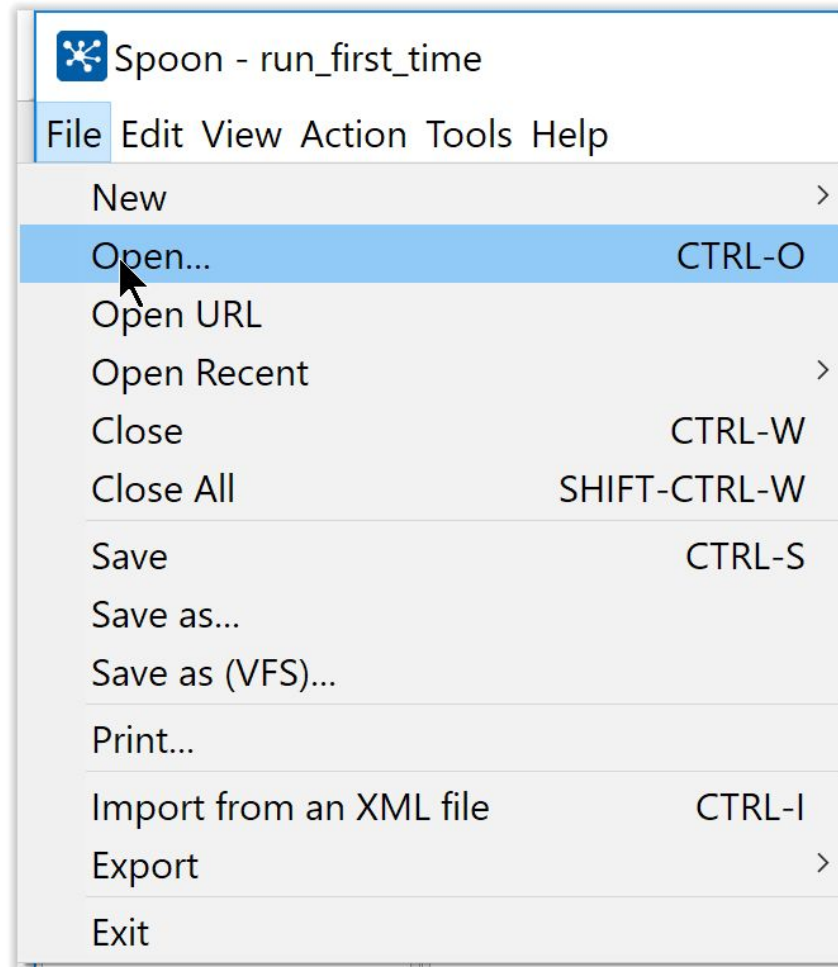 Spoon - run_first_time
File Edit View Action Tools Help
New
Open... CTRL-O
Open URL
Open Recent
Close CTRL-W
Close All SHIFT-CTRL-W
Save CTRL-S
Save as...
Save as (VFS)...
Print...
Import from an XML file CTRL-I
Export
Exit